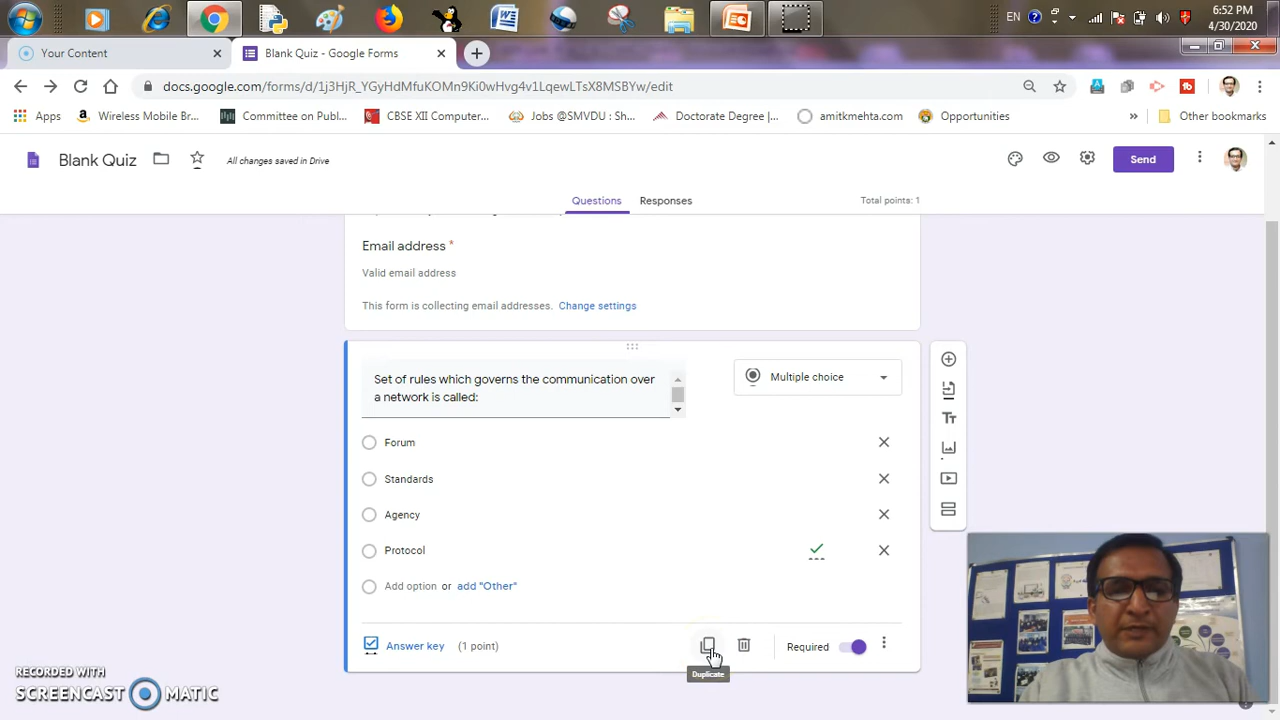 EN
6:52 PM
4/30/2020
Your Content
Blank Quiz - Google Forms
docs.google.com/forms/d/1j3HjR_YGyHdMfuKOMn9Ki0wHvg4v1LqewLTsX8MSBYw/edit
Apps
Wireless Mobile Br...
Committee on Publ...
CBSE XII Computer...
Jobs @SMVDU : Sh...
Doctorate Degree |...
amitkmehta.com
Opportunities
»
Other bookmarks
Blank Quiz
All changes saved in Drive
Send
Questions
Responses
Total points: 1
Email address *
Valid email address
This form is collecting email addresses. Change settings
Set of rules which governs the communication over
a network is called:
Multiple choice
Forum
Standards
Agency
Protocol
Add option or add "Other"
Answer key (1 point)
Required
Duplicate
Tt
RECORDED WITH
SCREENCAST MATIC